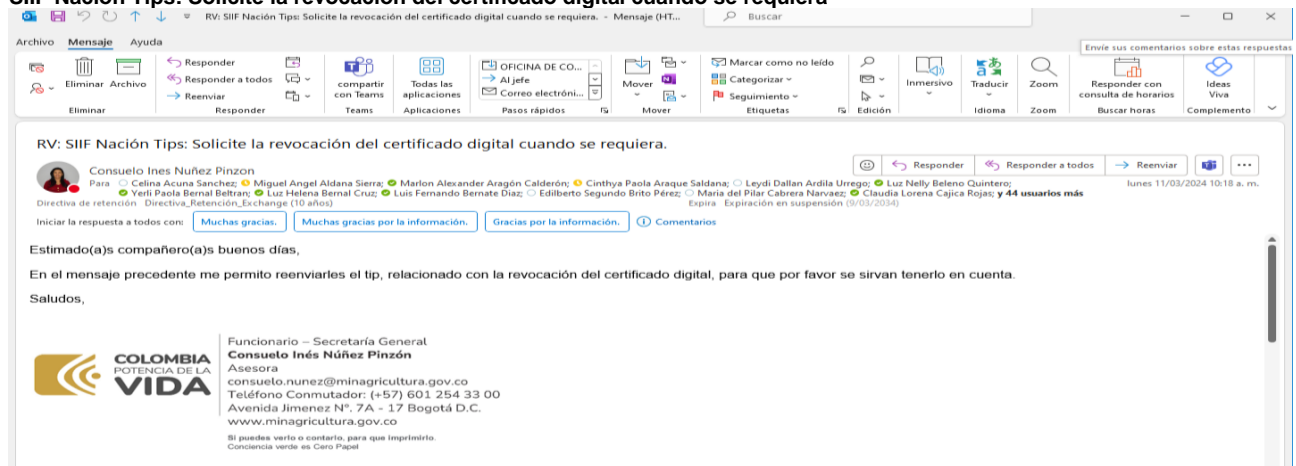 SIIF Nación Tips: Solicite la revocación del certificado digital cuando se requiera
RV: SIIF Nación Tips: Solicite la revocación del certificado digital cuando se requiera. - Mensaje (HT...
Buscar
Archivo Mensaje Ayuda
Envíe sus comentarios sobre estas respuestas
Eliminar Archivo
Responder
Responder a todos
Reenviar
compartir con Teams
Todas las aplicaciones
OFICINA DE CO...
Al jefe
Correo electróni...
Mover
Marcar como no leído
Categorizar
Seguimiento
Inmersivo
Traducir
Zoom
Responder con consulta de horarios
Ideas Viva
Eliminar Responder Teams Aplicaciones Pasos rápidos Mover Etiquetas Edición Idioma Zoom Buscar horas Complemento
RV: SIIF Nación Tips: Solicite la revocación del certificado digital cuando se requiera.
Consuelo Ines Nuñez Pinzon
Responder Responder a todos Reenviar
Para Celina Acuna Sanchez; Miguel Angel Aldana Sierra; Marlon Alexander Aragón Calderón; Cinthya Paola Araque Saldana; Leydi Dallan Ardila Urrego; Luz Nelly Beleno Quintero;
lunes 11/03/2024 10:18 a. m.
Yerli Paola Bernal Beltran; Luz Helena Bernal Cruz; Luis Fernando Bernate Diaz; Edilberto Segundo Brito Pérez; Maria del Pilar Cabrera Narvaez; Claudia Lorena Cajica Rojas; y 44 usuarios más
Directiva de retención Directiva_Retención_Exchange (10 años) Expira Expiración en suspensión (9/03/2034)
Iniciar la respuesta a todos con: Muchas gracias. Muchas gracias por la información. Gracias por la información. Comentarios
Estimado(a)s compañero(a)s buenos días,
En el mensaje precedente me permito reenviarles el tip, relacionado con la revocación del certificado digital, para que por favor se sirvan tenerlo en cuenta.
Saludos,
COLOMBIA
POTENCIA DE LA
VIDA
Funcionario – Secretaría General
Consuelo Inés Núñez Pinzón
Asesora
consuelo.nunez@minagricultura.gov.co
Teléfono Conmutador: (+57) 601 254 33 00
Avenida Jimenez N°. 7A - 17 Bogotá D.C.
www.minagricultura.gov.co
Si puedes verlo o contarlo, para que imprimirlo.
Conciencia verde es Cero Papel